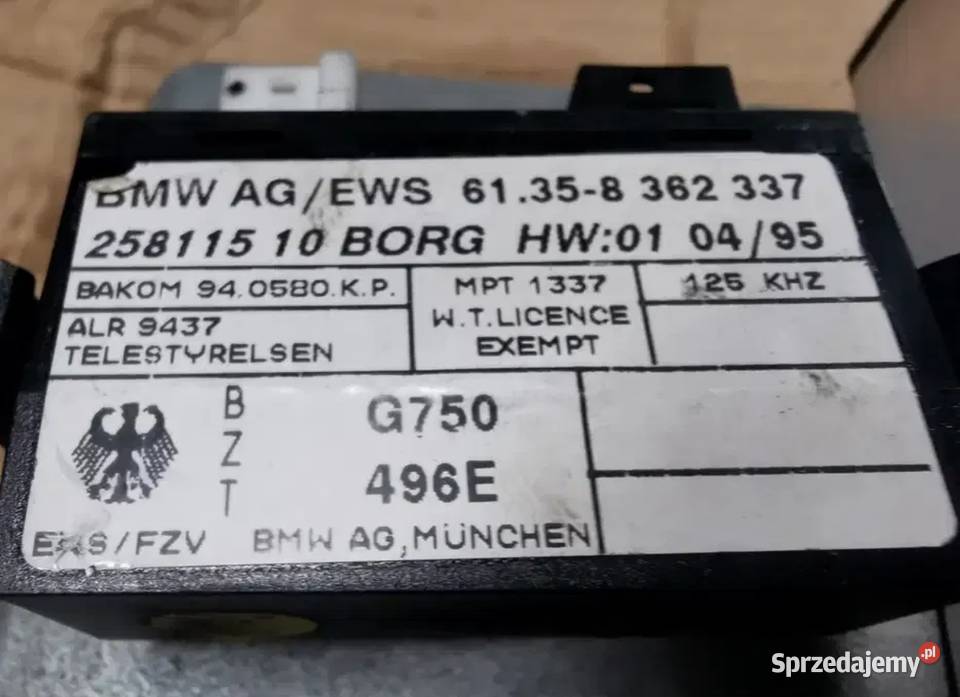 BMW AG/EWS 61.35-8 362 337
258115 10 BORG HW:01 04/95
BAKOM 94.0580.K.P.
MPT 1337
125 KHZ
ALR 9437
TELESTYRELSEN
W.T.LICENCE
EXEMPT
BZT
G750
496E
EWS/FZV BMW AG,MÜNCHEN
Sprzedajemy.pl